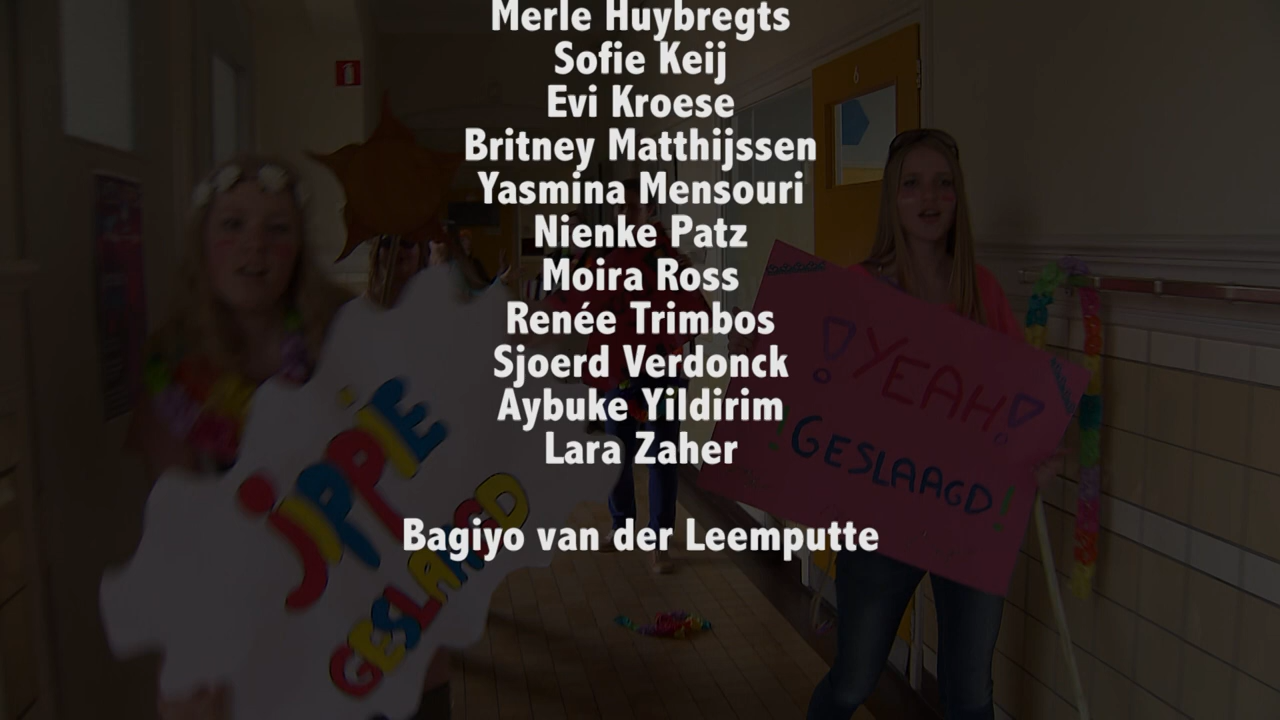 Merle Huybregts
Sofie Keij
Evi Kroese
Britney Matthijssen
Yasmina Mensouri
Nienke Patz
Moira Ross
Renée Trimbos
Sjoerd Verdonck
Aybuke Yildirim
Lara Zaher
Bagiyo van der Leemputte
6
JIPPIE
GESLAAGD
! YEAH !
! GESLAAGD !